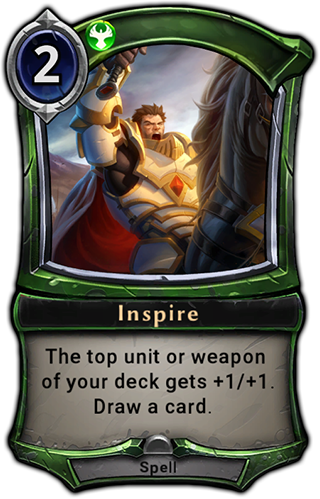 2
Inspire
The top unit or weapon
of your deck gets +1/+1.
Draw a card.
Spell